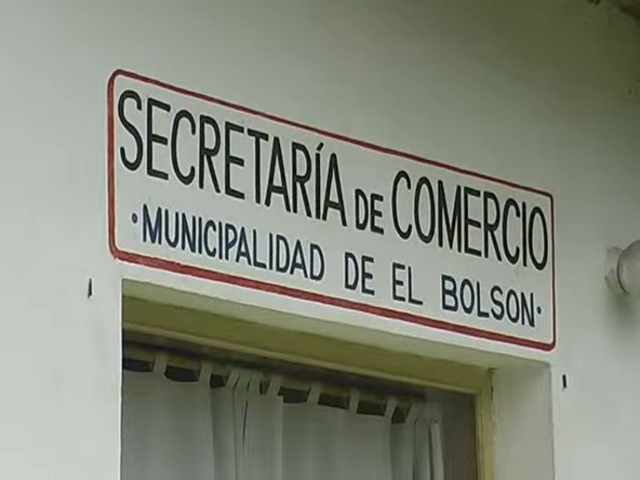 SECRETARÍA DE COMERCIO
·MUNICIPALIDAD DE EL BOLSON·